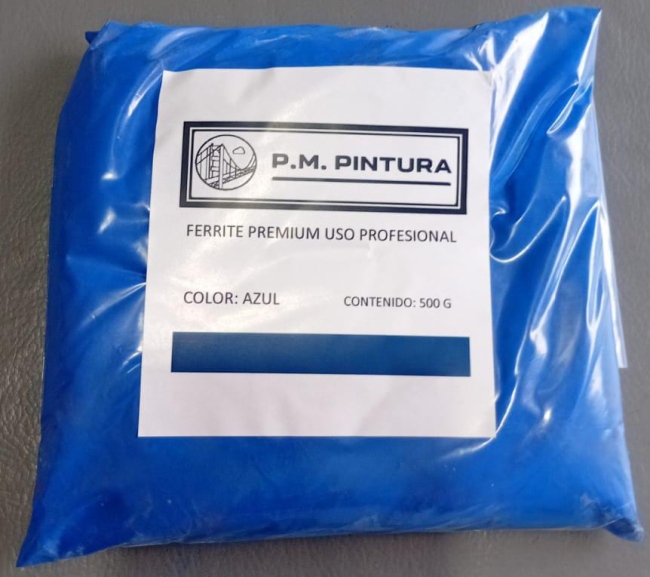 P.M. PINTURA
FERRITE PREMIUM USO PROFESIONAL
COLOR: AZUL CONTENIDO: 500 G